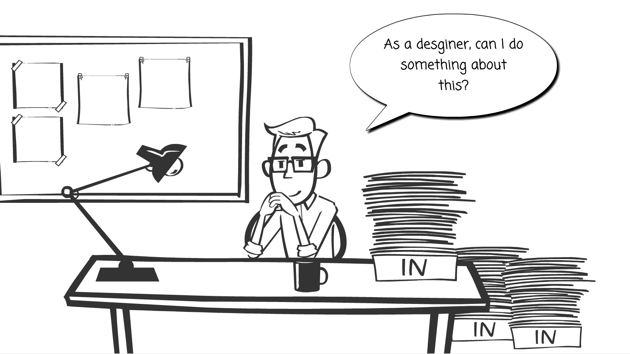 As a desginer, can I do
something about
this?
IN
IN
IN